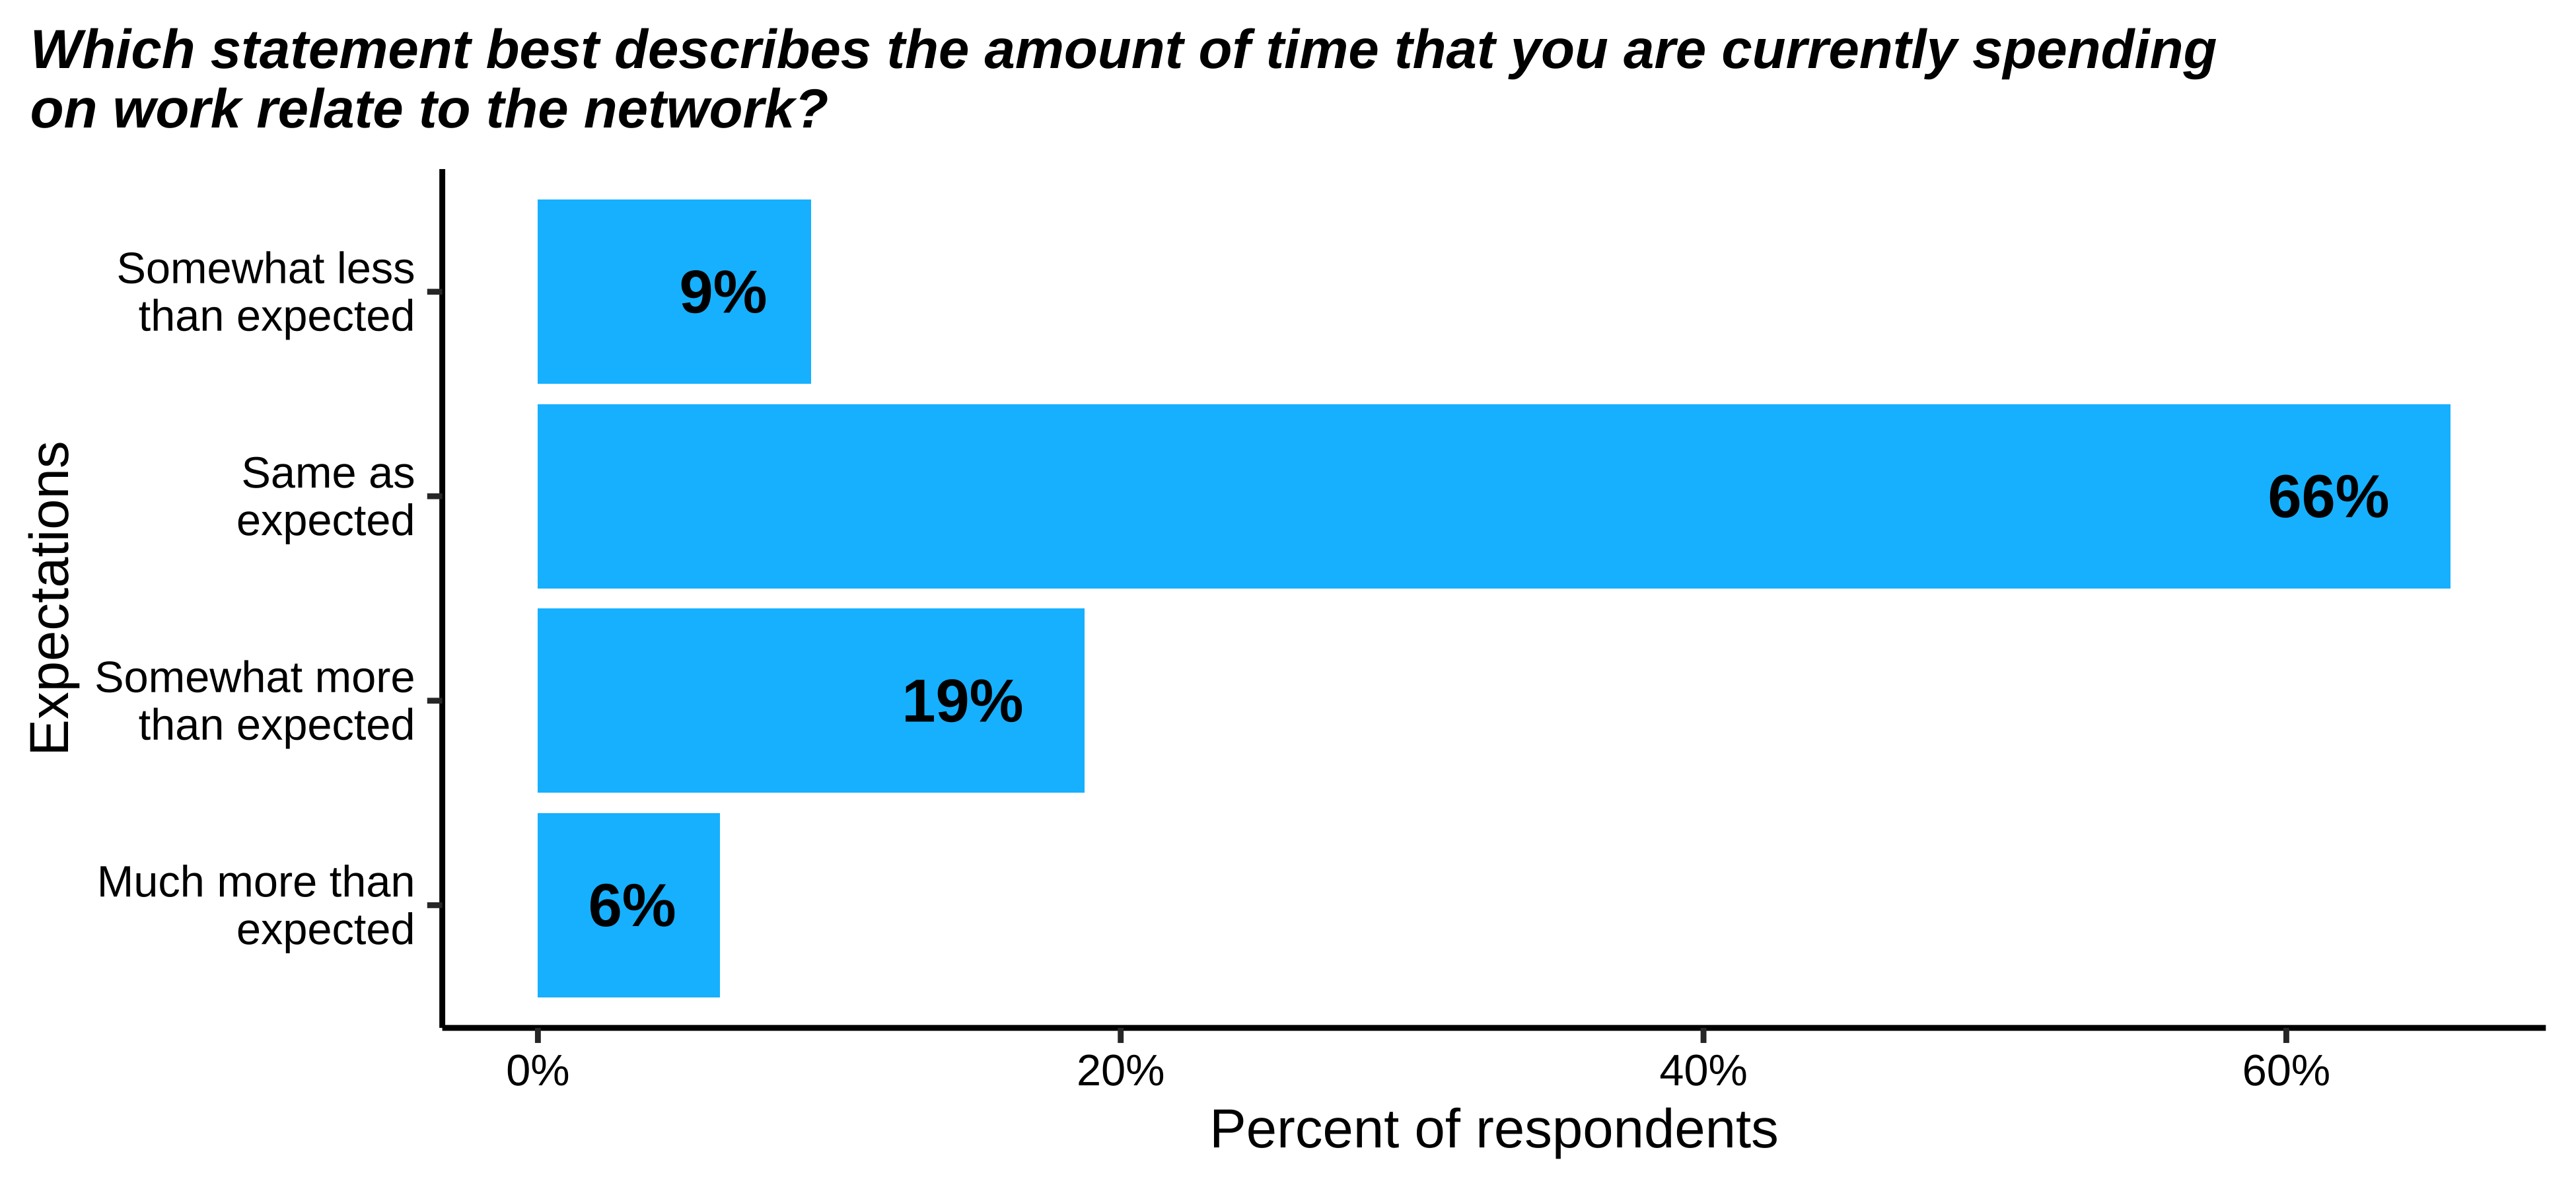 Which statement best describes the amount of time that you are currently spending
on work relate to the network?
Expectations
Somewhat less
than expected
9%
Same as
expected
66%
Somewhat more
than expected
19%
Much more than
expected
6%
0% 20% 40% 60%
Percent of respondents